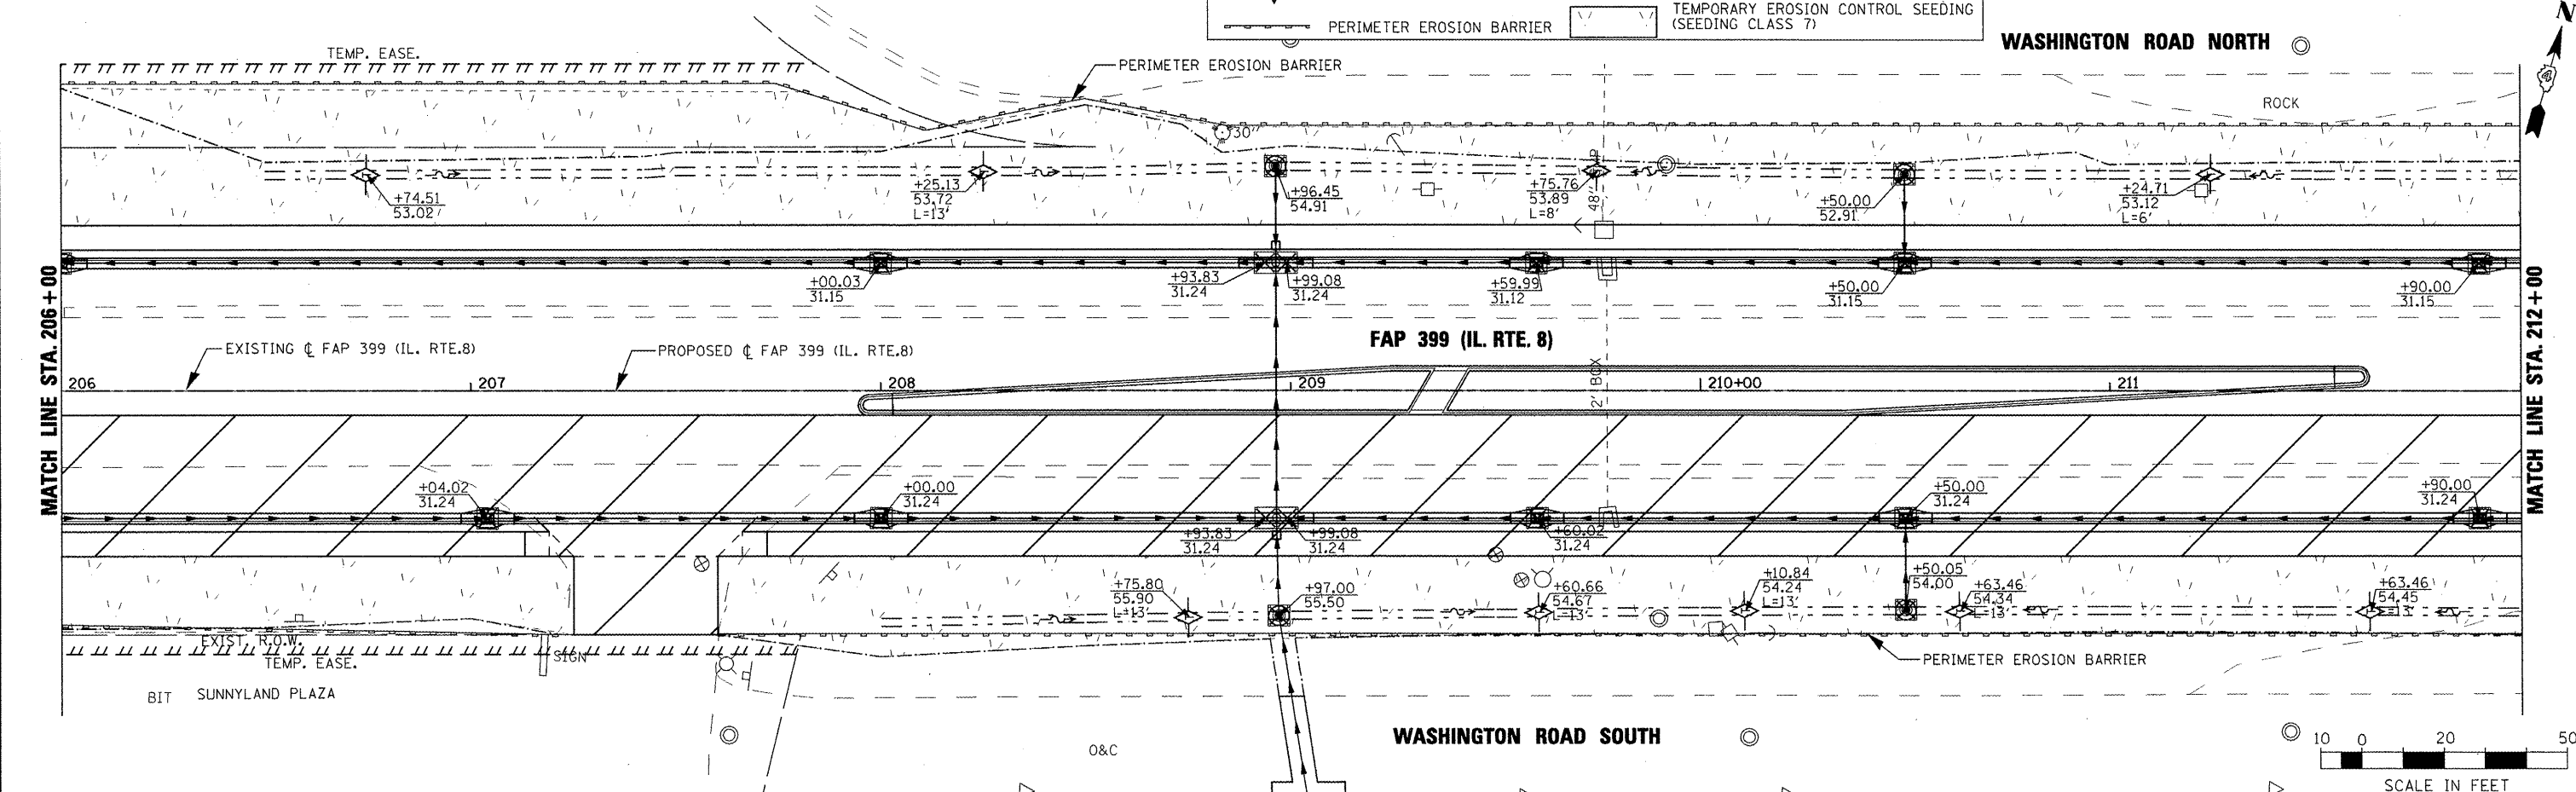 TEMPORARY EROSION CONTROL SEEDING
(SEEDING CLASS 7)
PERIMETER EROSION BARRIER
WASHINGTON ROAD NORTH
N
4
TEMP. EASE.
PERIMETER EROSION BARRIER
ROCK
30"
+74.51
53.02
+25.13
53.72
L=13'
+96.45
54.91
+75.76
53.89
L=8'
48"
+50.00
52.91
+24.71
53.12
L=6'
+00.03
31.15
+93.83
31.24
+99.08
31.24
+59.99
31.12
+50.00
31.15
+90.00
31.15
MATCH LINE STA. 206+00
MATCH LINE STA. 212+00
FAP 399 (IL. RTE. 8)
EXISTING ℄ FAP 399 (IL. RTE.8)
PROPOSED ℄ FAP 399 (IL. RTE.8)
2' BOX
206
207
208
209
210+00
211
+04.02
31.24
+00.00
31.24
+93.83
31.24
+99.08
31.24
+60.02
31.24
+50.00
31.24
+90.00
31.24
+75.80
55.90
L=13'
+97.00
55.50
+60.66
54.67
L=13'
+10.84
54.24
L=13'
+50.05
54.00
+63.46
54.34
L=13'
+63.46
54.45
L=13'
EXIST. R.O.W.
TEMP. EASE.
SIGN
PERIMETER EROSION BARRIER
BIT
SUNNYLAND PLAZA
O&C
WASHINGTON ROAD SOUTH
10 0 20 50
SCALE IN FEET